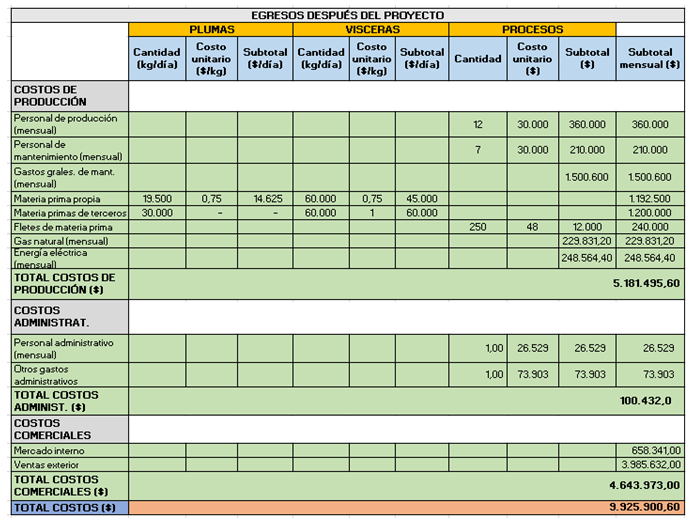 EGRESOS DESPUÉS DEL PROYECTO
PLUMAS VISCERAS PROCESOS
Cantidad (kg/día) Costo unitario ($/kg) Subtotal ($/día) Cantidad (kg/día) Costo unitario ($/kg) Subtotal ($/día) Cantidad Costo unitario ($) Subtotal ($) Subtotal mensual ($)
COSTOS DE
PRODUCCIÓN
Personal de producción
(mensual) 12 30.000 360.000 360.000
Personal de
mantenimiento (mensual) 7 30.000 210.000 210.000
Gastos grales. de mant.
(mensual) 1.500.600 1.500.600
Materia prima propia 19.500 0,75 14.625 60.000 0,75 45.000 1.192.500
Materia primas de terceros 30.000 - - 60.000 1 60.000 1.200.000
Fletes de materia prima 250 48 12.000 240.000
Gas natural (mensual) 229.831,20 229.831,20
Energía eléctrica
(mensual) 248.564,40 248.564,40
TOTAL COSTOS DE
PRODUCCIÓN ($) 5.181.495,60
COSTOS
ADMINISTRAT.
Personal administrativo
(mensual) 1,00 26.529 26.529 26.529
Otros gastos
administrativos 1,00 73.903 73.903 73.903
TOTAL COSTOS
ADMINIST. ($) 100.432,0
COSTOS
COMERCIALES
Mercado interno 658.341,00
Ventas exterior 3.985.632,00
TOTAL COSTOS
COMERCIALES ($) 4.643.973,00
TOTAL COSTOS ($) 9.925.900,60